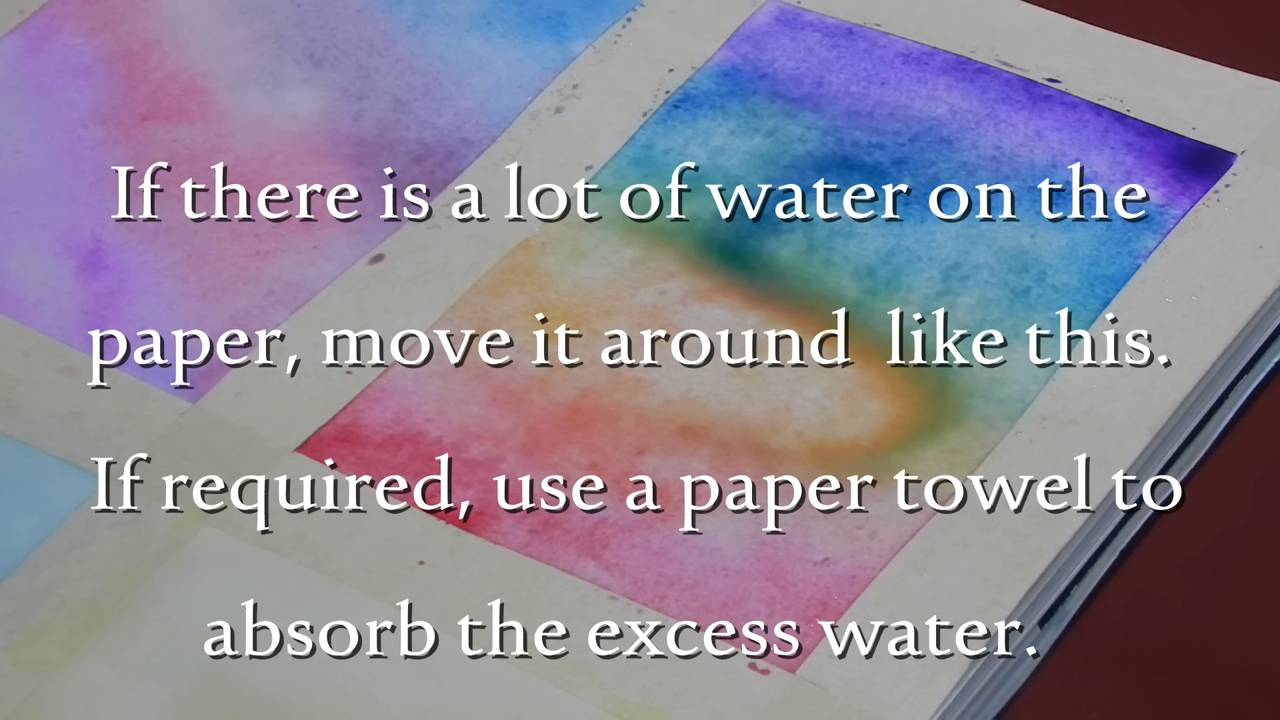 If there is a lot of water on the
paper, move it around  like this.
If required, use a paper towel to
absorb the excess water.